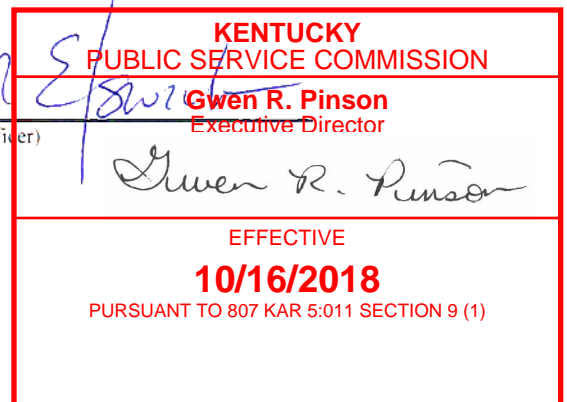 KENTUCKY
PUBLIC SERVICE COMMISSION
Gwen R. Pinson
Executive Director
Gwen R. Pinson
EFFECTIVE
10/16/2018
PURSUANT TO 807 KAR 5:011 SECTION 9 (1)